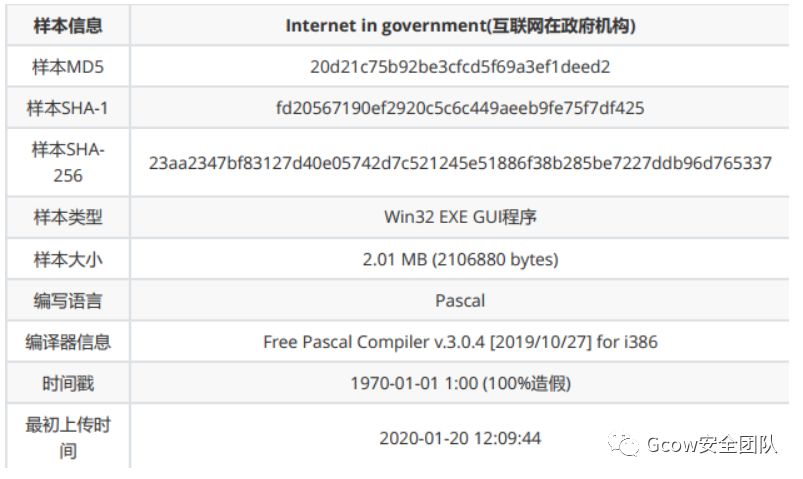 样本信息 Internet in government(互联网在政府机构)
样本MD5 20d21c75b92be3cfcd5f69a3ef1deed2
样本SHA-1 fd20567190ef2920c5c6c449aeeb9fe75f7df425
样本SHA-
256 23aa2347bf83127d40e05742d7c521245e51886f38b285be7227ddb96d765337
样本类型 Win32 EXE GUI程序
样本大小 2.01 MB (2106880 bytes)
编写语言 Pascal
编译器信息 Free Pascal Compiler v.3.0.4 [2019/10/27] for i386
时间戳 1970-01-01 1:00 (100%造假)
最初上传时
间 2020-01-20 12:09:44
Gcow安全团队